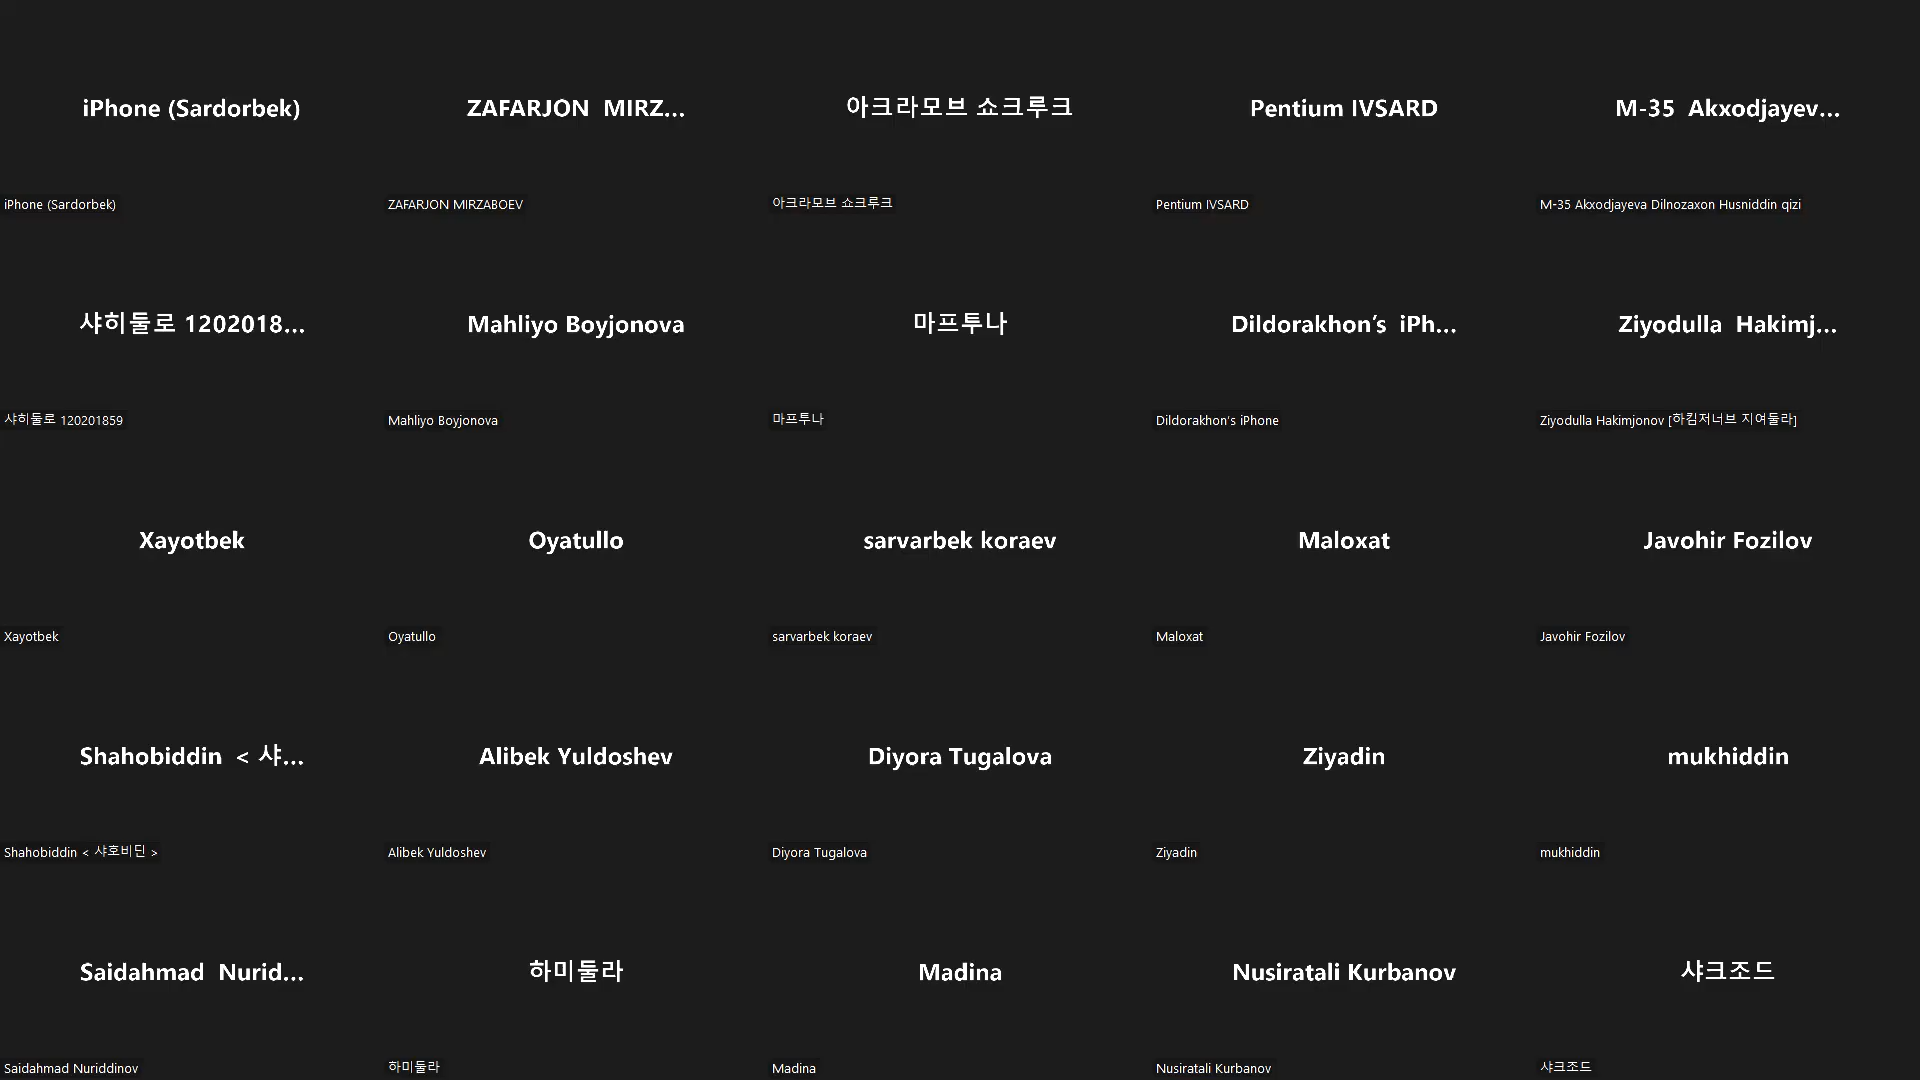 iPhone (Sardorbek)
ZAFARJON MIRZ...
아크라모브 쇼크루크
Pentium IVSARD
M-35 Akxodjayev...
iPhone (Sardorbek)
ZAFARJON MIRZABOEV
아크라모브 쇼크루크
Pentium IVSARD
M-35 Akxodjayeva Dilnozaxon Husniddin qizi
샤히둘로 1202018...
Mahliyo Boyjonova
마프투나
Dildorakhon's iPh...
Ziyodulla Hakimj...
샤히둘로 120201859
Mahliyo Boyjonova
마프투나
Dildorakhon's iPhone
Ziyodulla Hakimjonov [하킴저너브 지여둘라]
Xayotbek
Oyatullo
sarvarbek koraev
Maloxat
Javohir Fozilov
Xayotbek
Oyatullo
sarvarbek koraev
Maloxat
Javohir Fozilov
Shahobiddin < 샤...
Alibek Yuldoshev
Diyora Tugalova
Ziyadin
mukhiddin
Shahobiddin < 샤호비딘 >
Alibek Yuldoshev
Diyora Tugalova
Ziyadin
mukhiddin
Saidahmad Nurid...
하미둘라
Madina
Nusiratali Kurbanov
샤크조드
Saidahmad Nuriddinov
하미둘라
Madina
Nusiratali Kurbanov
샤크조드